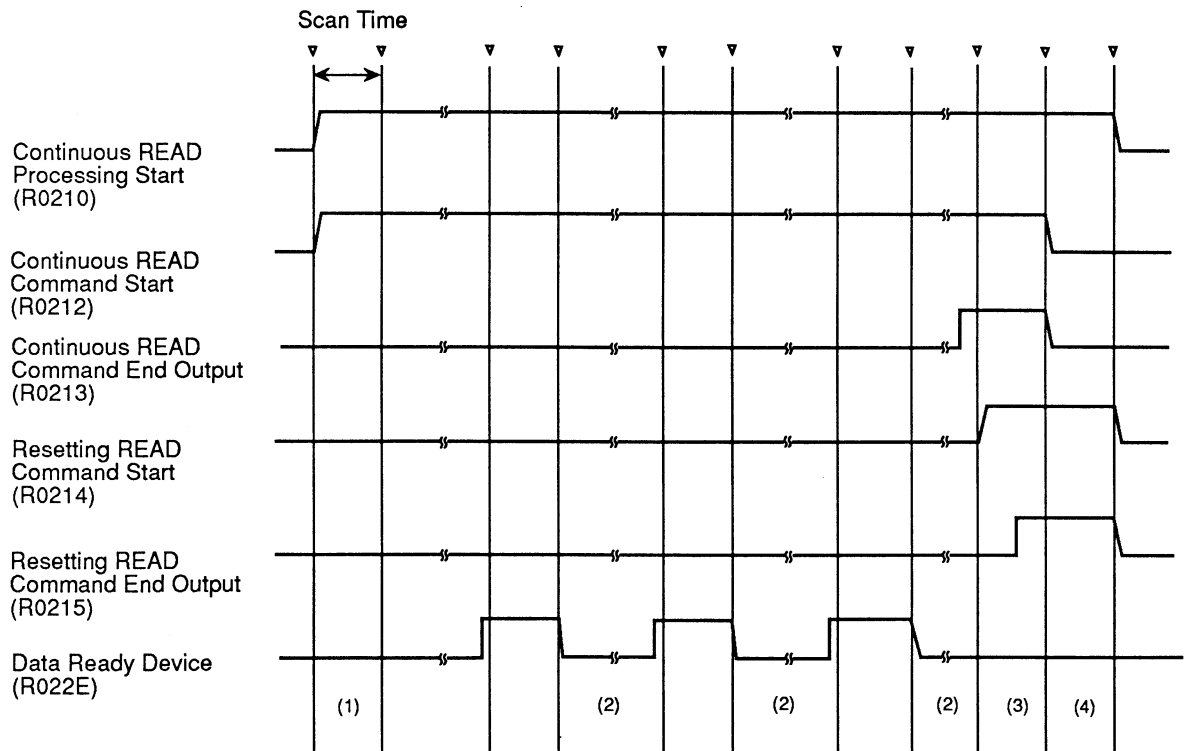 Scan Time
Continuous READ
Processing Start
(R0210)
Continuous READ
Command Start
(R0212)
Continuous READ
Command End Output
(R0213)
Resetting READ
Command Start
(R0214)
Resetting READ
Command End Output
(R0215)
Data Ready Device
(R022E)
(1) (2) (2) (2) (3) (4)